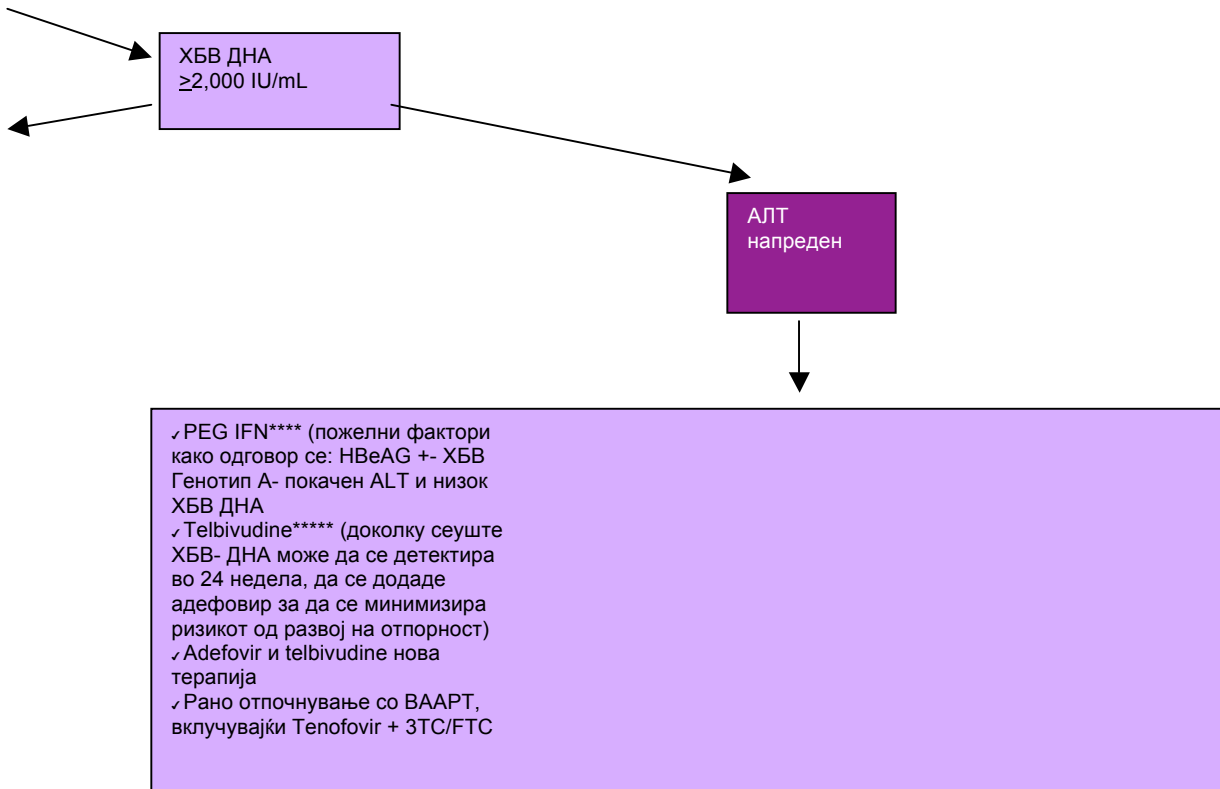 ХБВ ДНА
≥2,000 IU/mL
АЛТ
напреден
✓PEG IFN**** (пожелни фактори
како одговор се: HBeAG +- ХБВ
Генотип А- покачен ALT и низок
ХБВ ДНА
✓Telbivudine***** (доколку сеуште
ХБВ- ДНА може да се детектира
во 24 недела, да се додаде
адефовир за да се минимизира
ризикот од развој на отпорност)
✓Adefovir и telbivudine нова
терапија
✓Рано отпочнување со ВААРТ,
вклучувајќи Tenofovir + 3TC/FTC